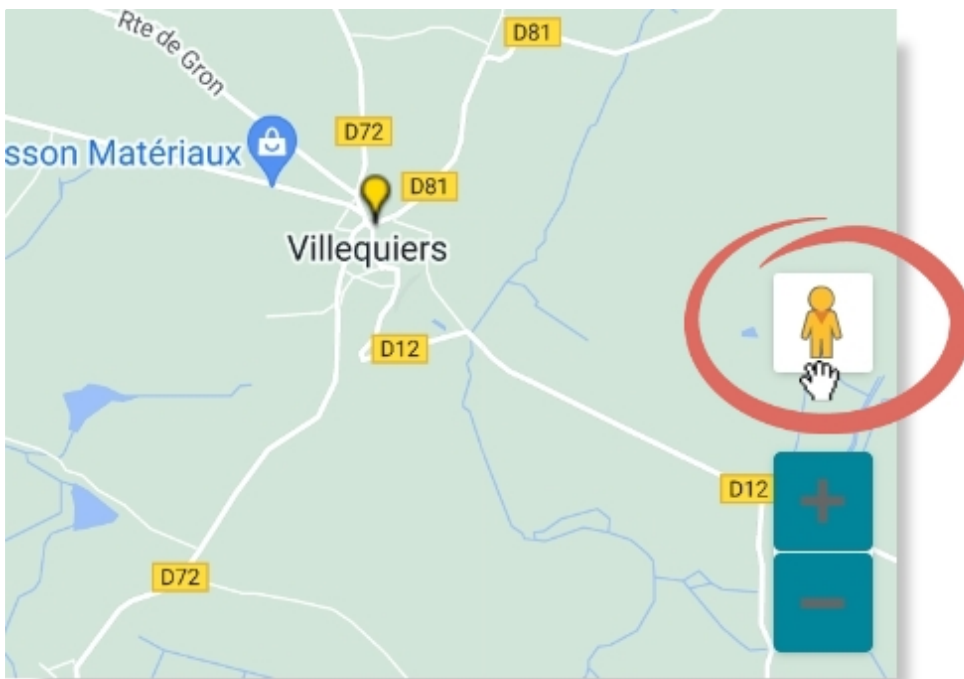 Rte de Gron
D81
D72
sson Matériaux
D81
Villequiers
D12
D12
D72